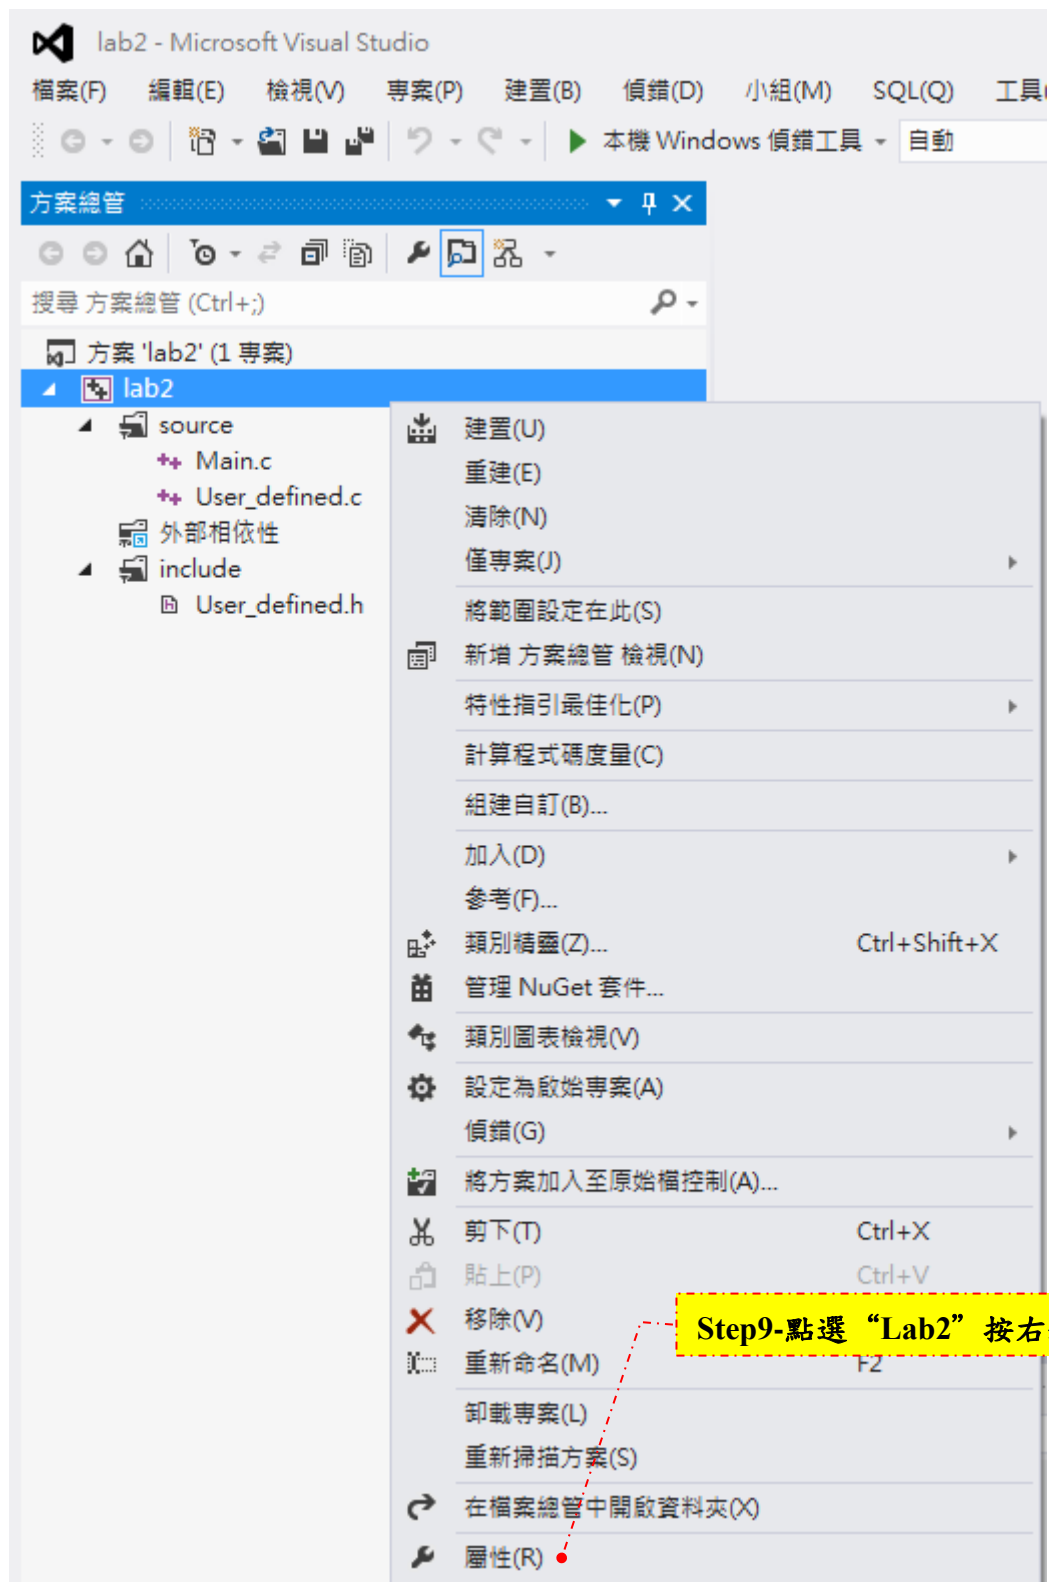 lab2 - Microsoft Visual Studio
檔案(F) 編輯(E) 檢視(V) 專案(P) 建置(B) 偵錯(D) 小組(M) SQL(Q) 工具(
本機 Windows 偵錯工具 自動
方案總管
搜尋 方案總管 (Ctrl+;)
方案 'lab2' (1 專案)
lab2
source
Main.c
User_defined.c
外部相依性
include
User_defined.h
建置(U)
重建(E)
清除(N)
僅專案(J)
將範圍設定在此(S)
新增 方案總管 檢視(N)
特性指引最佳化(P)
計算程式碼度量(C)
組建自訂(B)...
加入(D)
參考(F)...
類別精靈(Z)... Ctrl+Shift+X
管理 NuGet 套件...
類別圖表檢視(V)
設定為啟始專案(A)
偵錯(G)
將方案加入至原始檔控制(A)...
剪下(T) Ctrl+X
貼上(P) Ctrl+V
移除(V)
Step9-點選“Lab2”按右
重新命名(M) F2
卸載專案(L)
重新掃描方案(S)
在檔案總管中開啟資料夾(X)
屬性(R)